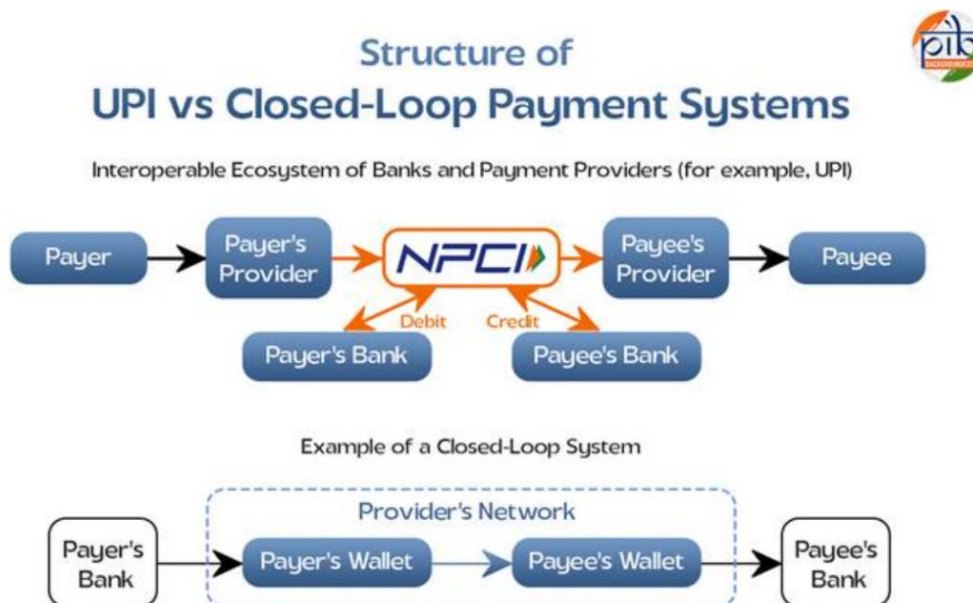 pib
BACKGROUNDERS
Structure of
UPI vs Closed-Loop Payment Systems
Interoperable Ecosystem of Banks and Payment Providers (for example, UPI)
Payer
Payer's
Provider
NPCI
Payee's
Provider
Payee
Debit
Credit
Payer's Bank
Payee's Bank
Example of a Closed-Loop System
Provider's Network
Payer's
Bank
Payer's Wallet
Payee's Wallet
Payee's
Bank